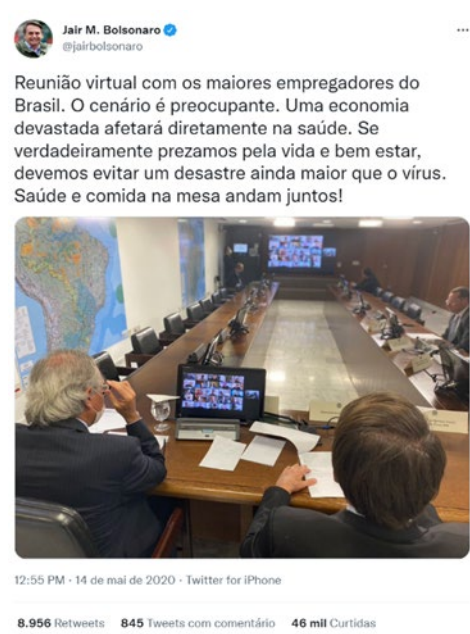 Jair M. Bolsonaro
@jairbolsonaro
Reunião virtual com os maiores empregadores do
Brasil. O cenário é preocupante. Uma economia
devastada afetará diretamente na saúde. Se
verdadeiramente prezamos pela vida e bem estar,
devemos evitar um desastre ainda maior que o vírus.
Saúde e comida na mesa andam juntos!
12:55 PM · 14 de mai de 2020 · Twitter for iPhone
8.956 Retweets 845 Tweets com comentário 46 mil Curtidas